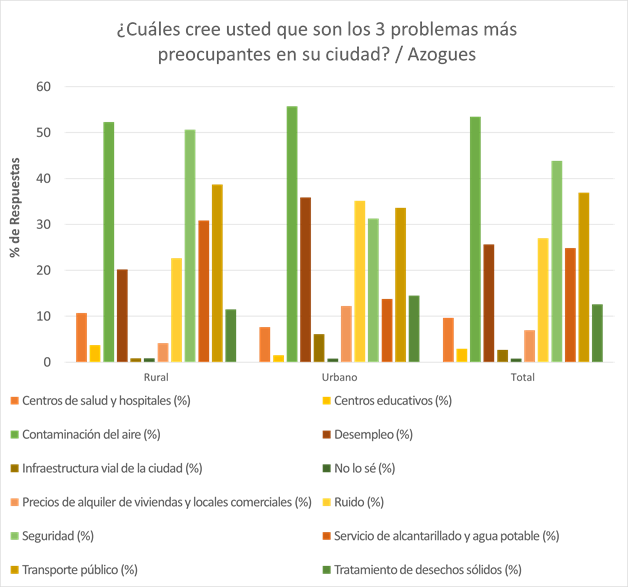 ¿Cuáles cree usted que son los 3 problemas más
preocupantes en su ciudad? / Azogues
% de Respuestas
60
50
40
30
20
10
0
Rural
Urbano
Total
Centros de salud y hospitales (%)
Centros educativos (%)
Contaminación del aire (%)
Desempleo (%)
Infraestructura vial de la ciudad (%)
No lo sé (%)
Precios de alquiler de viviendas y locales comerciales (%)
Ruido (%)
Seguridad (%)
Servicio de alcantarillado y agua potable (%)
Transporte público (%)
Tratamiento de desechos sólidos (%)